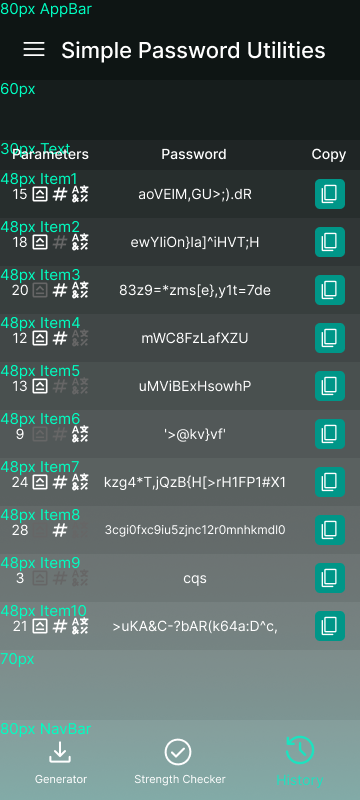 80px AppBar
Simple Password Utilities
60px
30px Text
Parameters Password Copy
48px Item1
15 aoVEIM,GU>;).dR
48px Item2
18 ewYIiOn}Ia]^iHVT;H
48px Item3
20 83z9=*zms[e},y1t=7de
48px Item4
12 mWC8FzLafXZU
48px Item5
13 uMViBExHsowhP
48px Item6
9 '>@kv}vf'
48px Item7
24 kzg4*T,jQzB{H[>rH1FP1#X1
48px Item8
28 3cgi0fxc9iu5zjnc12r0mnhkmdl0
48px Item9
3 cqs
48px Item10
21 >uKA&C-?bAR(k64a:D^c,
70px
80px NavBar
Generator Strength Checker History